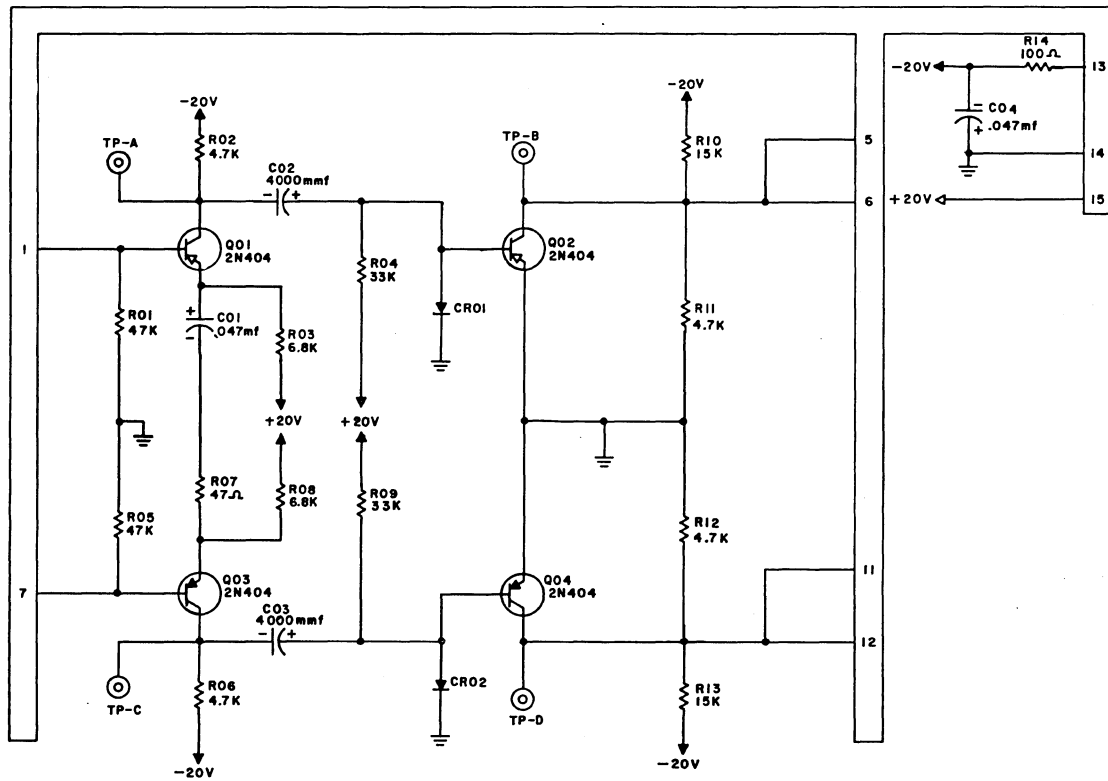 R14
100Ω
-20V
13
C04
.047mf
14
+20V
15
-20V
TP-A
R02
4.7K
C02
4000mmf
TP-B
-20V
R10
15K
5
6
1
Q01
2N404
R04
33K
Q02
2N404
R01
47K
C01
.047mf
R03
6.8K
CR01
R11
4.7K
+20V
+20V
R07
47Ω
R08
6.8K
R09
33K
R05
47K
R12
4.7K
7
Q03
2N404
Q04
2N404
11
C03
4000mmf
12
R06
4.7K
TP-C
CR02
TP-D
R13
15K
-20V
-20V